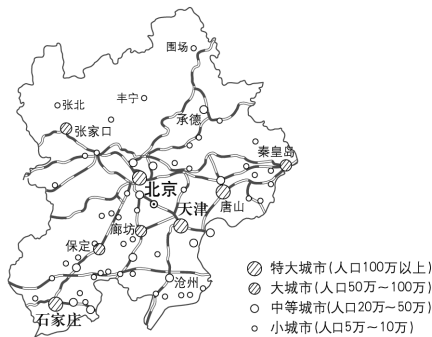 围场
丰宁
张北
承德
张家口
秦皇岛
北京
唐山
天津
廊坊
保定
沧州
石家庄
特大城市(人口100万以上)
大城市(人口50万～100万)
中等城市(人口20万～50万)
小城市(人口5万～10万)